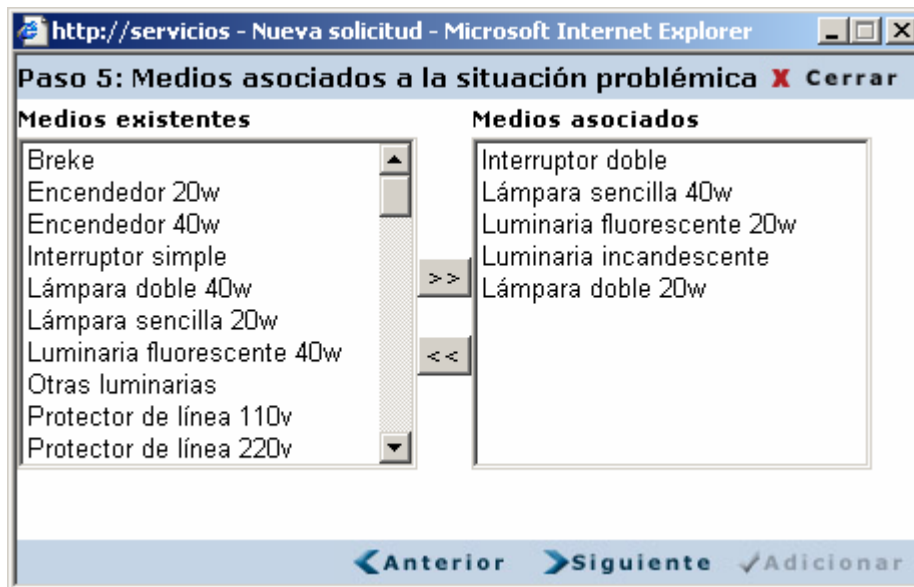 http://servicios - Nueva solicitud - Microsoft Internet Explorer
Paso 5: Medios asociados a la situación problémica X Cerrar
Medios existentes
Breke
Encendedor 20w
Encendedor 40w
Interruptor simple
Lámpara doble 40w
Lámpara sencilla 20w
Luminaria fluorescente 40w
Otras luminarias
Protector de línea 110v
Protector de línea 220v
>>
<<
Medios asociados
Interruptor doble
Lámpara sencilla 40w
Luminaria fluorescente 20w
Luminaria incandescente
Lámpara doble 20w
Anterior Siguiente Adicionar